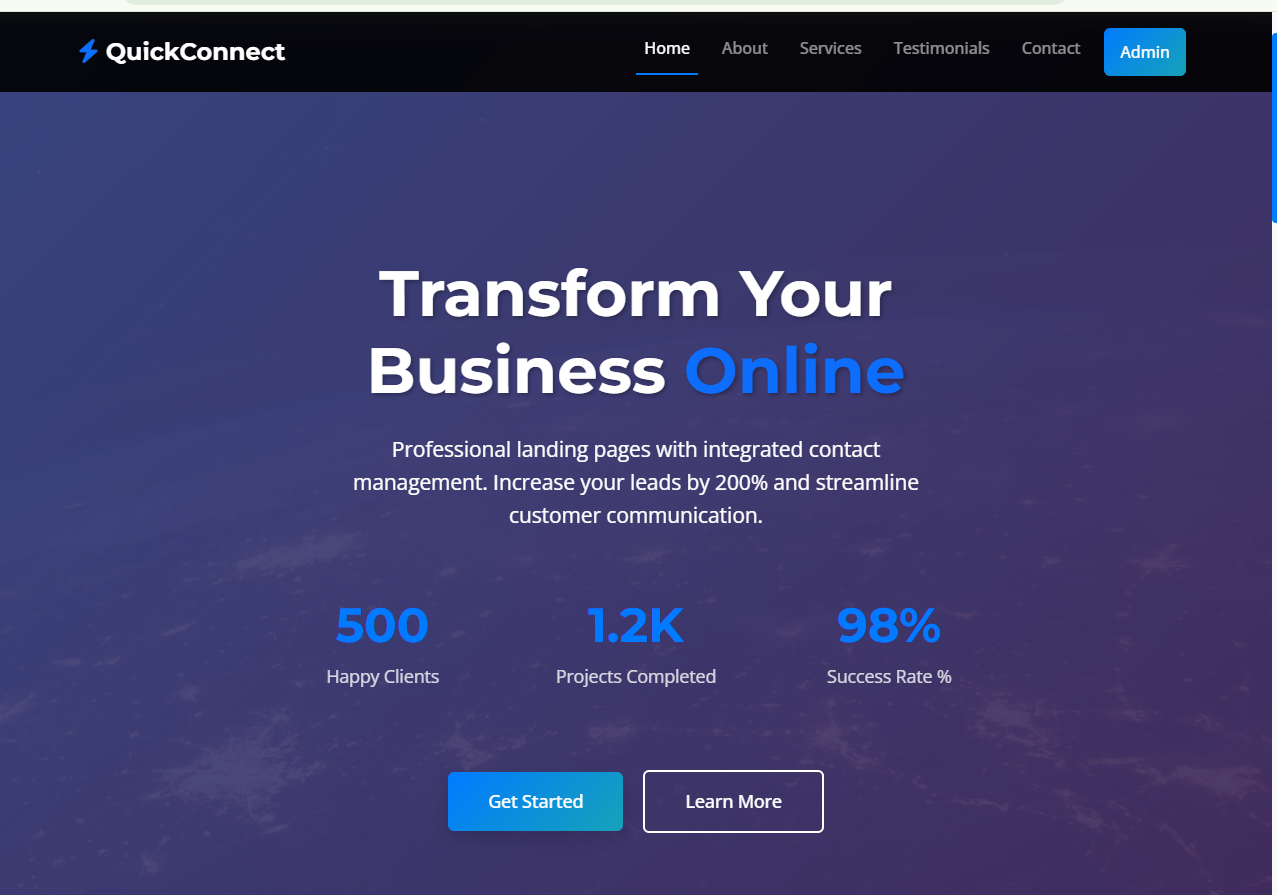 QuickConnect
Home About Services Testimonials Contact Admin
Transform Your
Business Online
Professional landing pages with integrated contact
management. Increase your leads by 200% and streamline
customer communication.
500 1.2K 98%
Happy Clients Projects Completed Success Rate %
Get Started Learn More